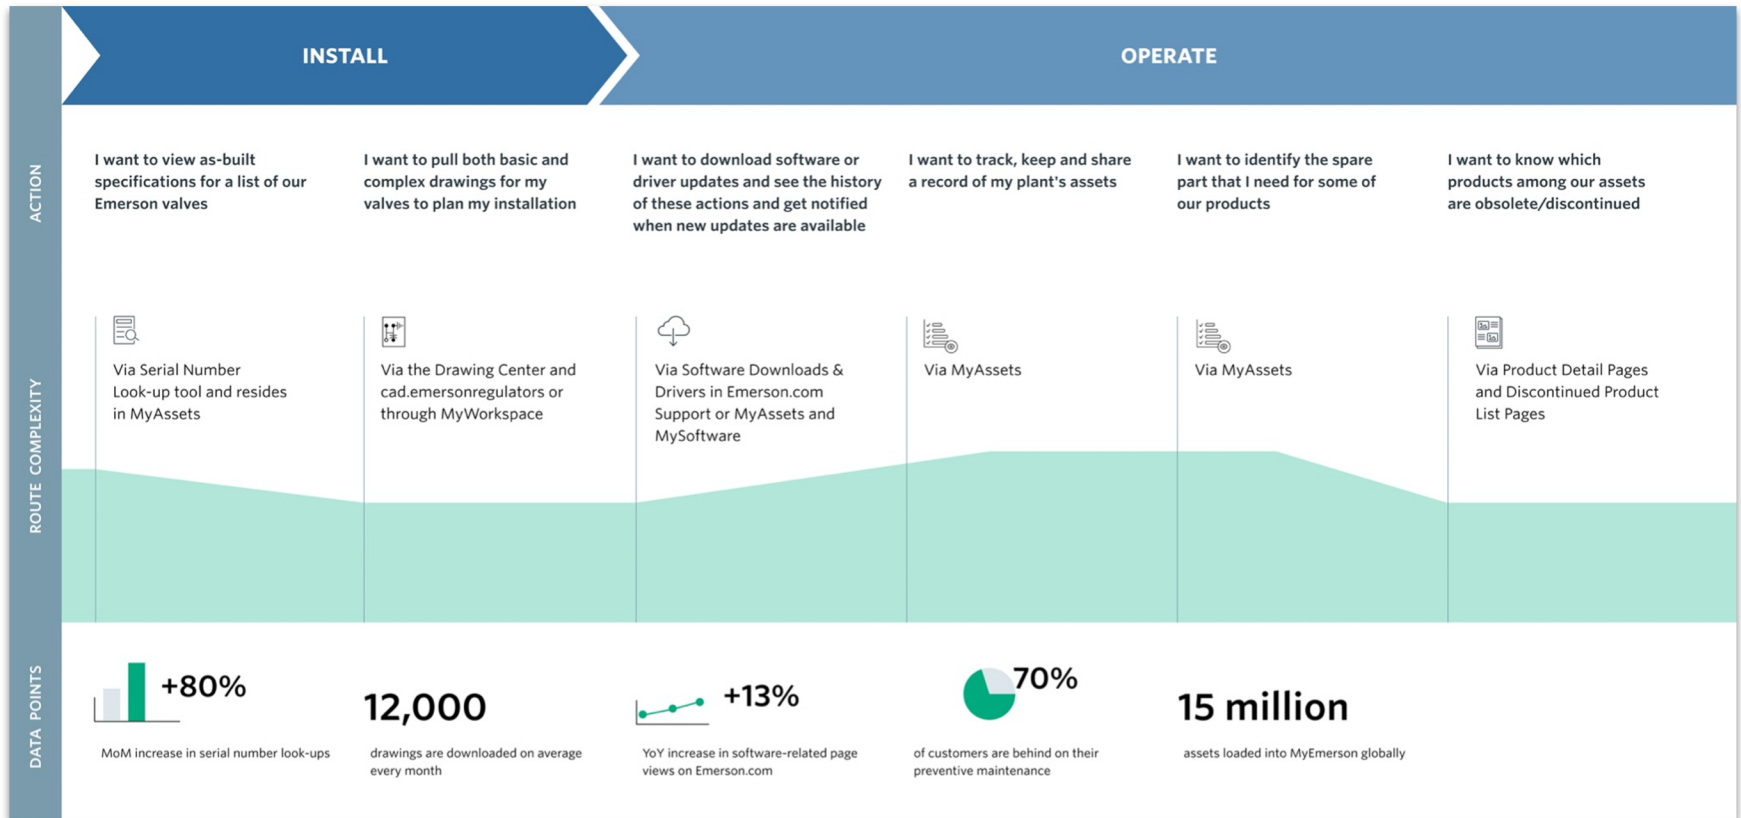 INSTALL
OPERATE
ACTION
I want to view as-built
specifications for a list of our
Emerson valves
I want to pull both basic and
complex drawings for my
valves to plan my installation
I want to download software or
driver updates and see the history
of these actions and get notified
when new updates are available
I want to track, keep and share
a record of my plant's assets
I want to identify the spare
part that I need for some of
our products
I want to know which
products among our assets
are obsolete/discontinued
ROUTE COMPLEXITY
Via Serial Number
Look-up tool and resides
in MyAssets
Via the Drawing Center and
cad.emersonregulators or
through MyWorkspace
Via Software Downloads &
Drivers in Emerson.com
Support or MyAssets and
MySoftware
Via MyAssets
Via MyAssets
Via Product Detail Pages
and Discontinued Product
List Pages
DATA POINTS
+80%
MoM increase in serial number look-ups
12,000
drawings are downloaded on average
every month
+13%
YoY increase in software-related page
views on Emerson.com
70%
of customers are behind on their
preventive maintenance
15 million
assets loaded into MyEmerson globally